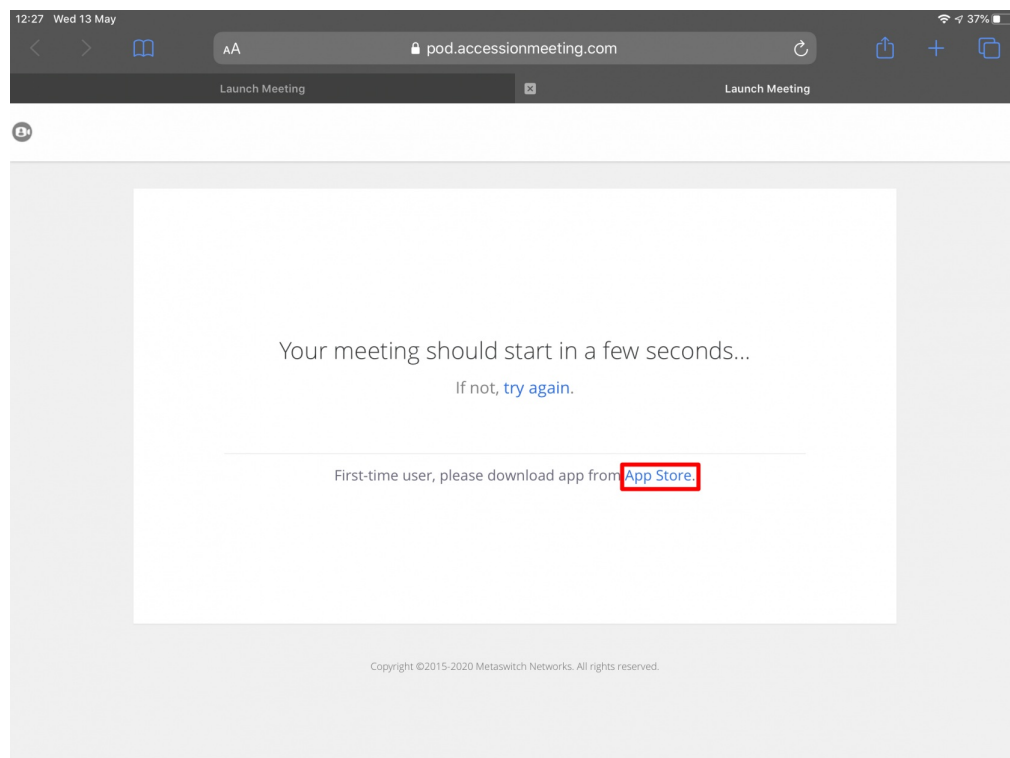 12:27 Wed 13 May 37%
AA pod.accessionmeeting.com
Launch Meeting Launch Meeting
Your meeting should start in a few seconds...
If not, try again.
First-time user, please download app from App Store.
Copyright ©2015-2020 Metaswitch Networks. All rights reserved.